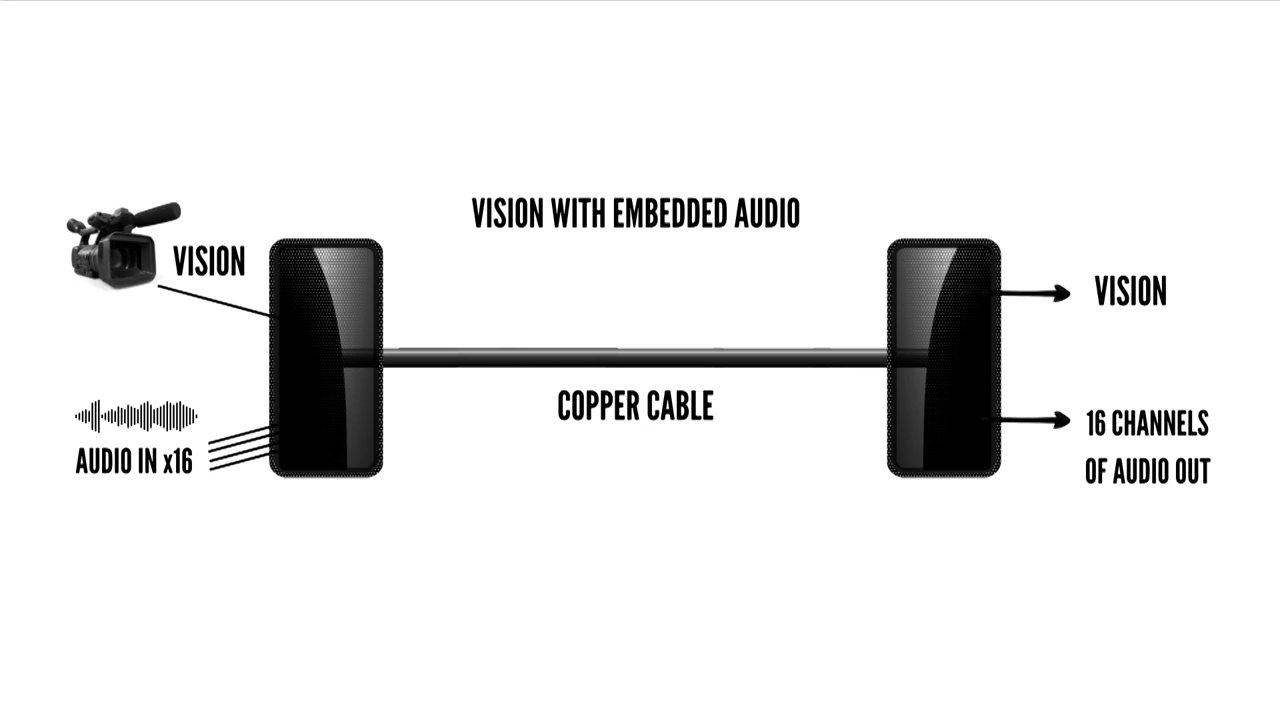 VISION WITH EMBEDDED AUDIO
VISION
VISION
COPPER CABLE
AUDIO IN x16
16 CHANNELS
OF AUDIO OUT